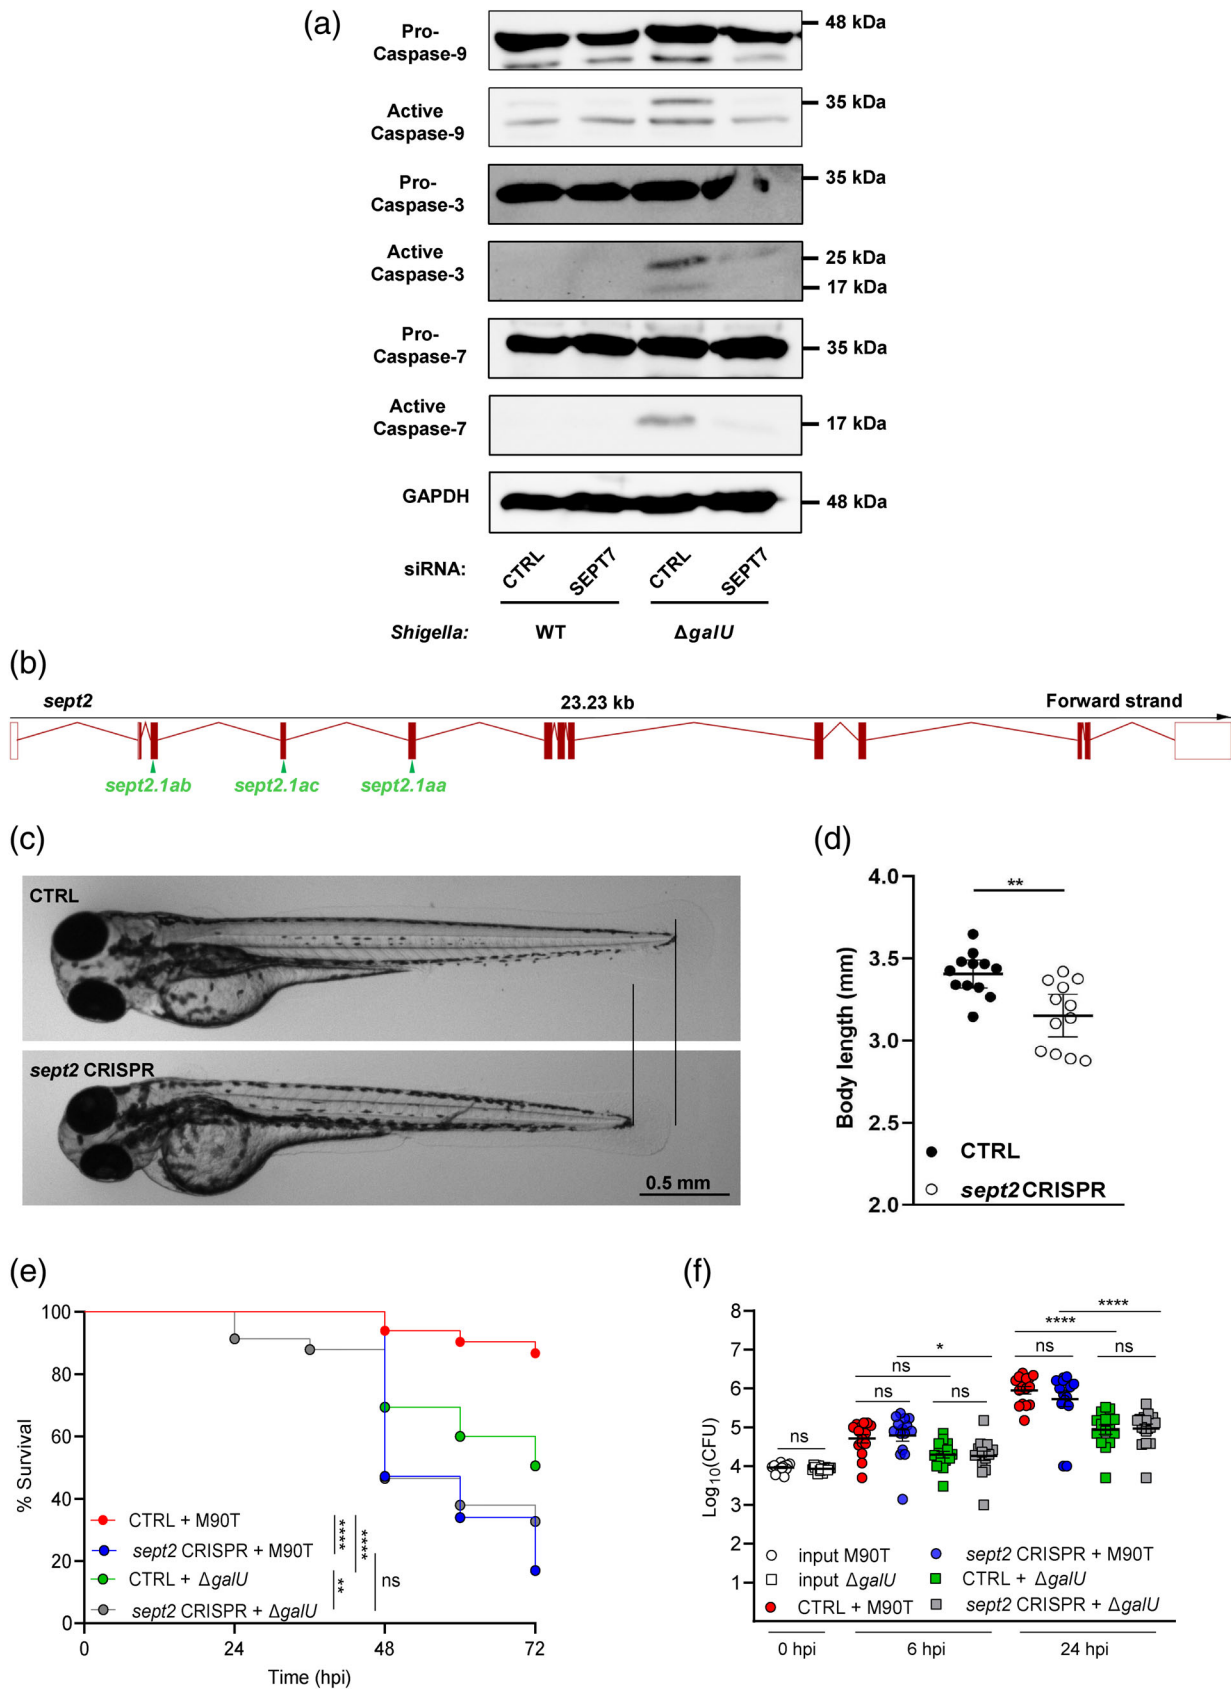 (a)
Pro-
Caspase-9
48 kDa
Active
Caspase-9
35 kDa
Pro-
Caspase-3
35 kDa
Active
Caspase-3
25 kDa
17 kDa
Pro-
Caspase-7
35 kDa
Active
Caspase-7
17 kDa
GAPDH
48 kDa
siRNA: CTRL SEPT7 CTRL SEPT7
Shigella: WT ΔgalU
(b)
sept2 23.23 kb Forward strand
sept2.1ab sept2.1ac sept2.1aa
(c)
CTRL
sept2 CRISPR
0.5 mm
(d)
Body length (mm)
4.0
3.5
3.0
2.5
2.0
**
CTRL
sept2 CRISPR
(e)
% Survival
100
80
60
40
20
0
CTRL + M90T
sept2 CRISPR + M90T
CTRL + ΔgalU
sept2 CRISPR + ΔgalU
****
****
**
ns
0 24 48 72
Time (hpi)
(f)
Log10(CFU)
8
7
6
5
4
3
2
1
ns
ns
ns
ns
*
ns
ns
****
****
input M90T
input ΔgalU
CTRL + M90T
sept2 CRISPR + M90T
CTRL + ΔgalU
sept2 CRISPR + ΔgalU
0 hpi 6 hpi 24 hpi